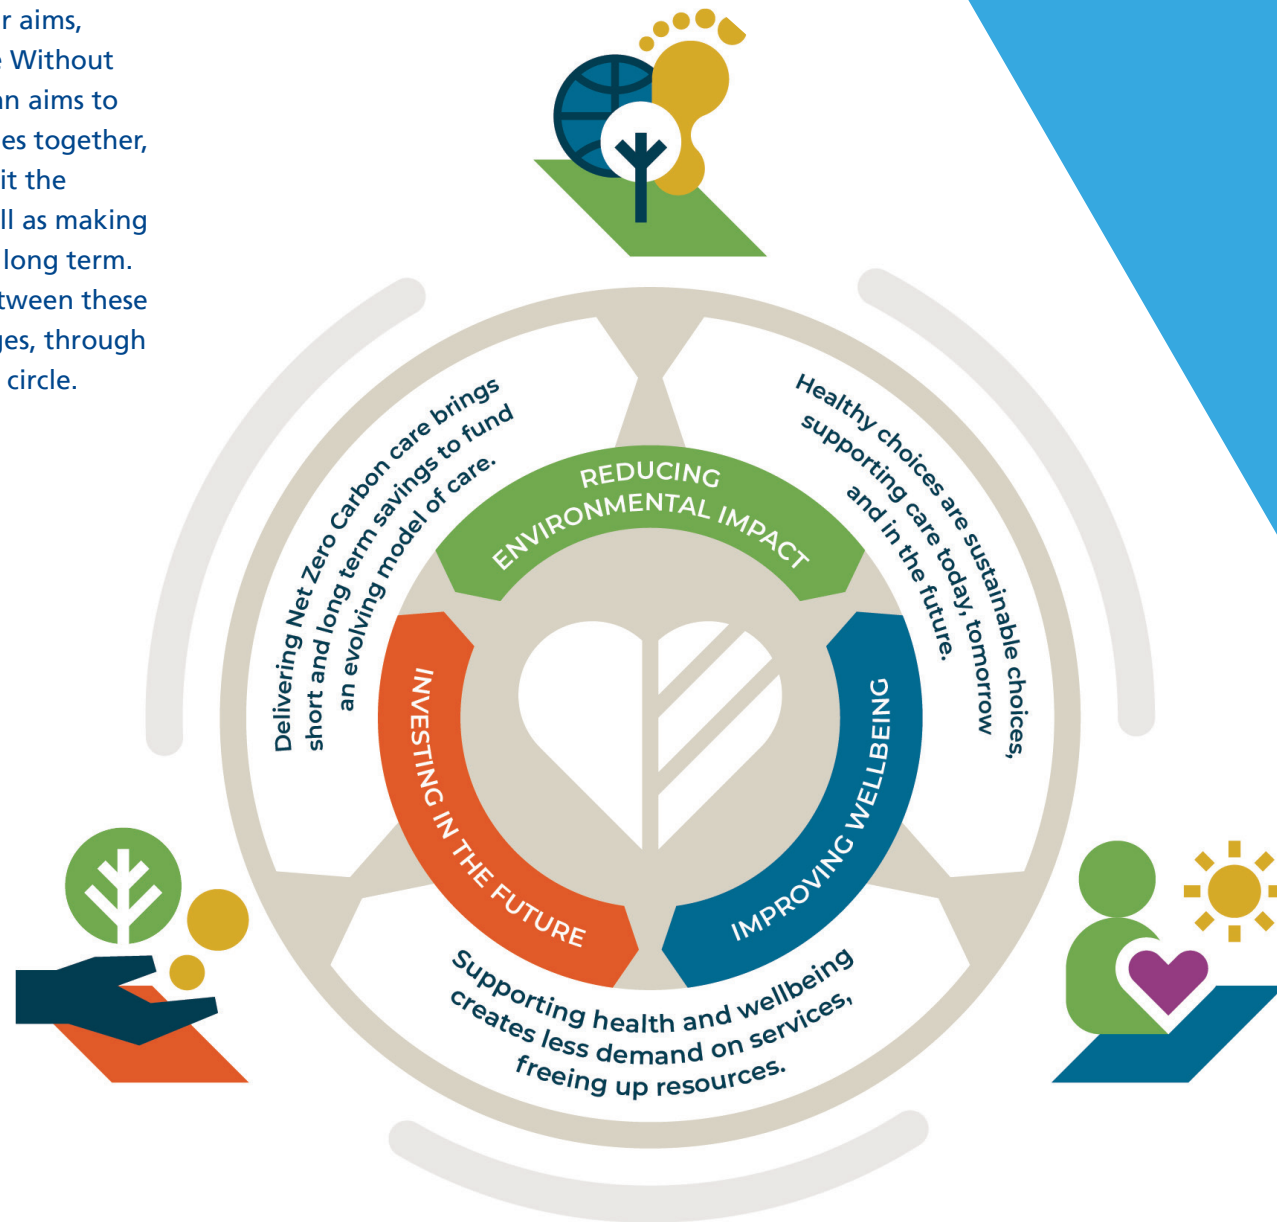 r aims,
Without
aims to
es together,
it the
as making
long term.
these
through
circle.
REDUCING
ENVIRONMENTAL IMPACT
Healthy choices are sustainable choices,
supporting care today, tomorrow
and in the future.
IMPROVING WELLBEING
Supporting health and wellbeing
creates less demand on services,
freeing up resources.
INVESTING IN THE FUTURE
Delivering Net Zero Carbon care brings
short and long term savings to fund
an evolving model of care.